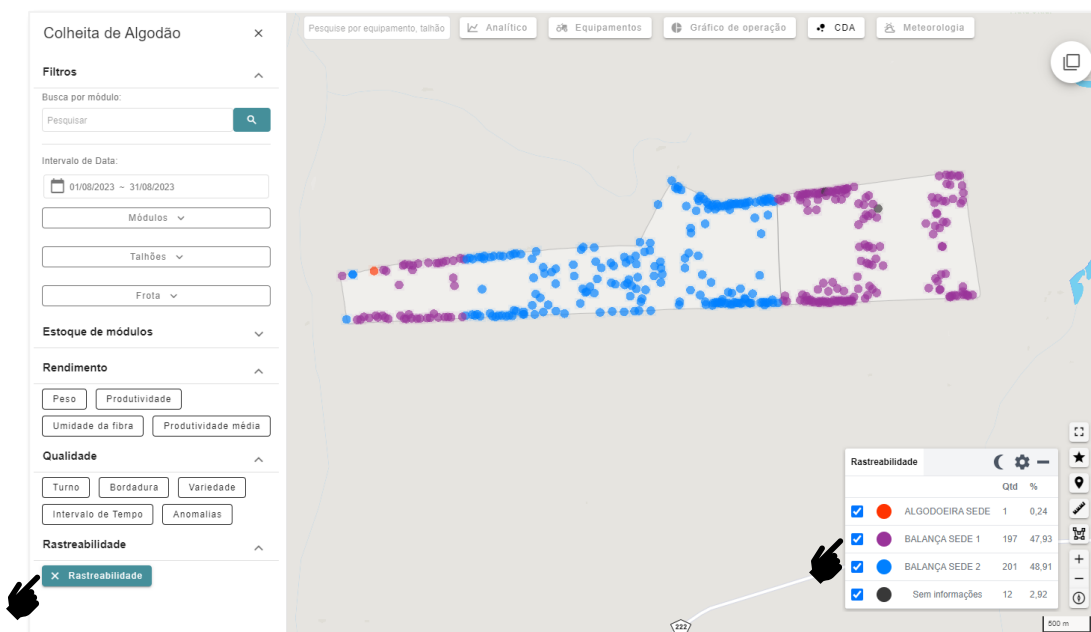 Colheita de Algodão
Pesquise por equipamento, talhão
Analítico
Equipamentos
Gráfico de operação
CDA
Meteorologia
Filtros
Busca por módulo:
Pesquisar
Intervalo de Data:
01/08/2023 ~ 31/08/2023
Módulos
Talhões
Frota
Estoque de módulos
Rendimento
Peso
Produtividade
Umidade da fibra
Produtividade média
Qualidade
Turno
Bordadura
Variedade
Intervalo de Tempo
Anomalias
Rastreabilidade
Rastreabilidade
Rastreabilidade
Qtd %
ALGODOEIRA SEDE 1 0,24
BALANÇA SEDE 1 197 47,93
BALANÇA SEDE 2 201 48,91
Sem informações 12 2,92
222
500 m